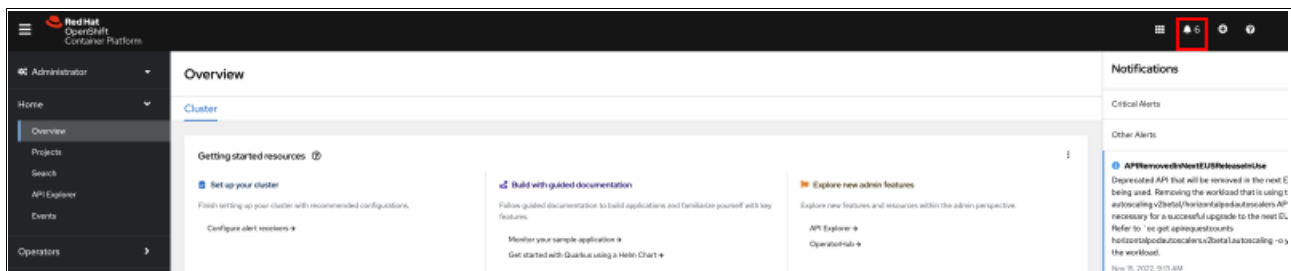 Red Hat
OpenShift
Container Platform
6
Administrator
Home
Overview
Projects
Search
API Explorer
Events
Operators
Overview
Cluster
Getting started resources
Set up your cluster
Finish setting up your cluster with recommended configurations.
Configure alert receivers →
Build with guided documentation
Follow guided documentation to build applications and familiarize yourself with key
features.
Monitor your sample application →
Get started with Quarkus using a Helm Chart →
Explore new admin features
Explore new features and resources within the admin perspective.
API Explorer →
OperatorHub →
Notifications
Critical Alerts
Other Alerts
APIRemovedInNextEUSReleaseInUse
Deprecated API that will be removed in the next E
being used. Removing the workload that is using t
autoscaling.v2beta1/horizontalpodautoscalers AP
necessary for a successful upgrade to the next EU
Refer to `oc get apirequestcounts
horizontalpodautoscalers.v2beta1.autoscaling -o y
the workload.
Nov 15, 2022, 9:13 AM